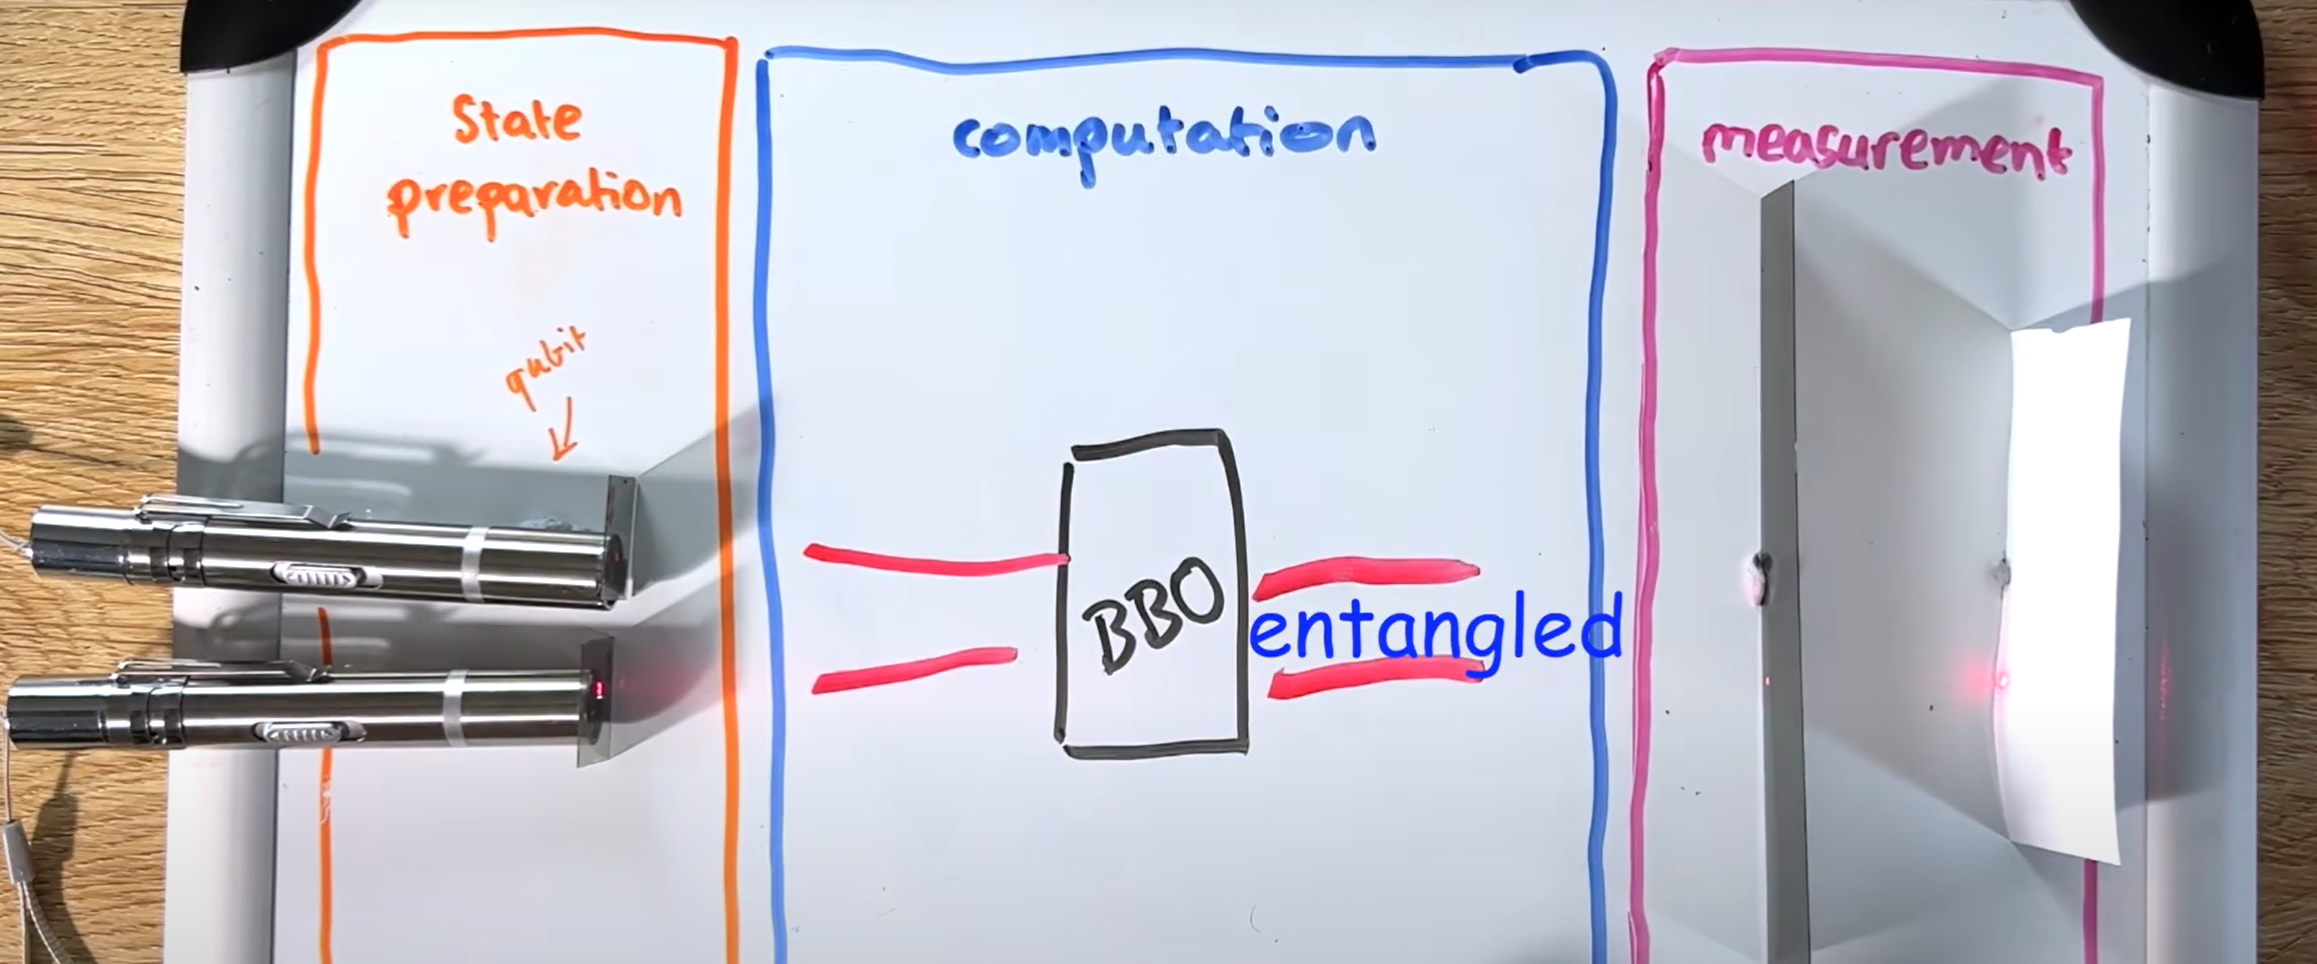 State
preparation
computation
measurement
qubit
BBO
entangled